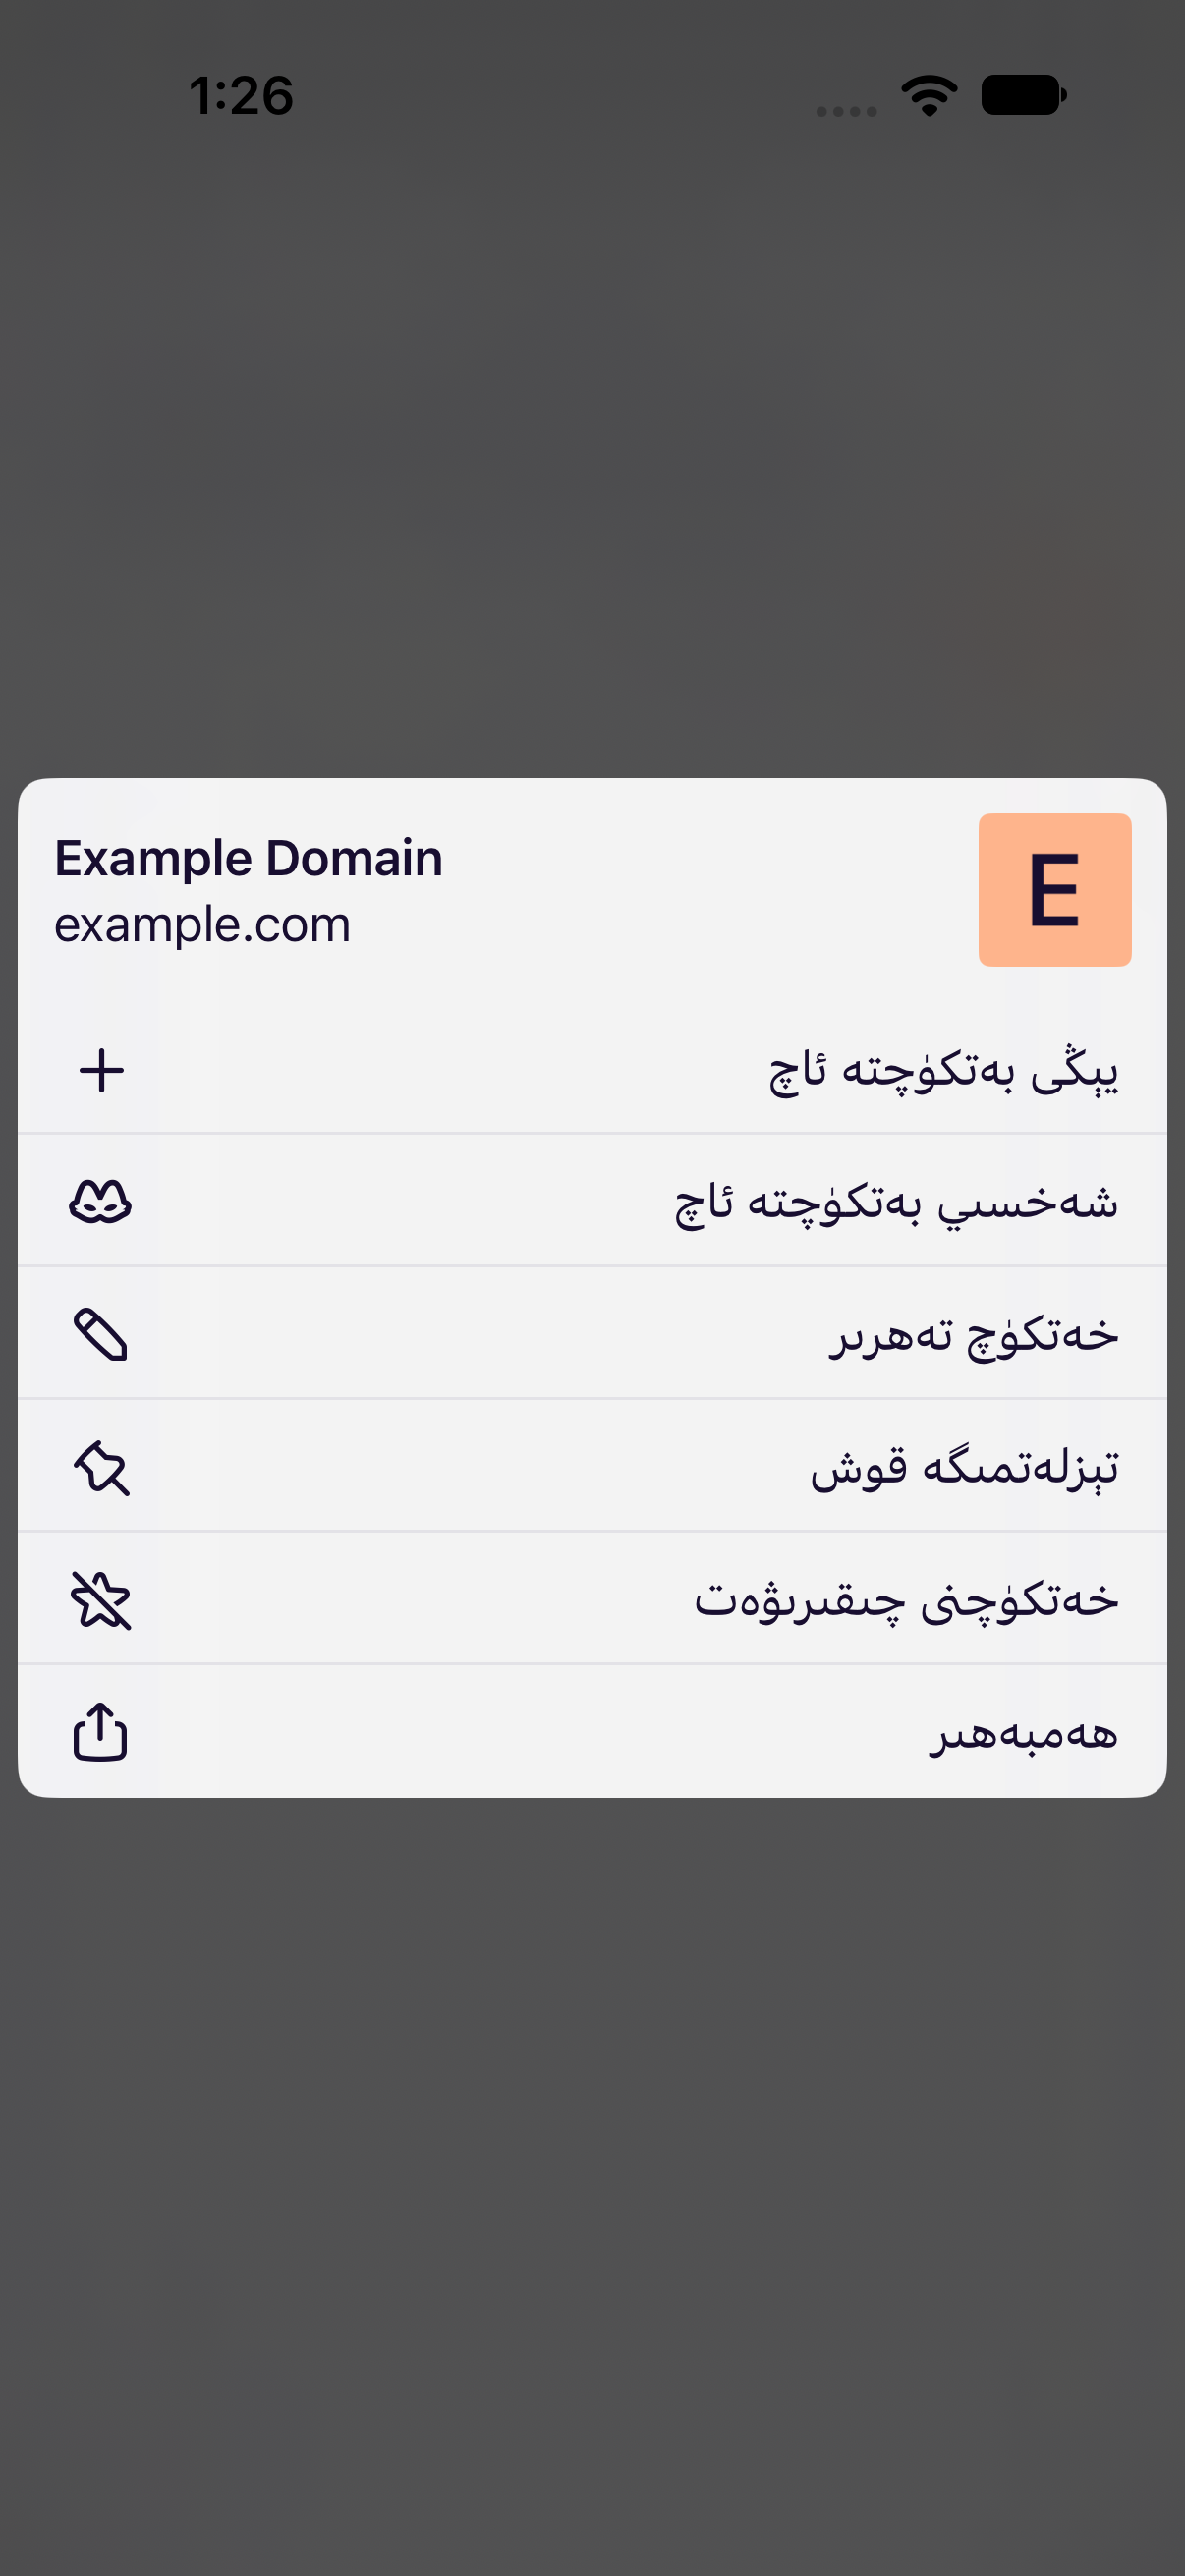 1:26
Example Domain
example.com
E
يېڭى بەتكۈچتە ئاچ
شەخسىي بەتكۈچتە ئاچ
خەتكۈچ تەھرىر
تېزلەتمىگە قوش
خەتكۈچنى چىقىرىۋەت
ھەمبەھىر